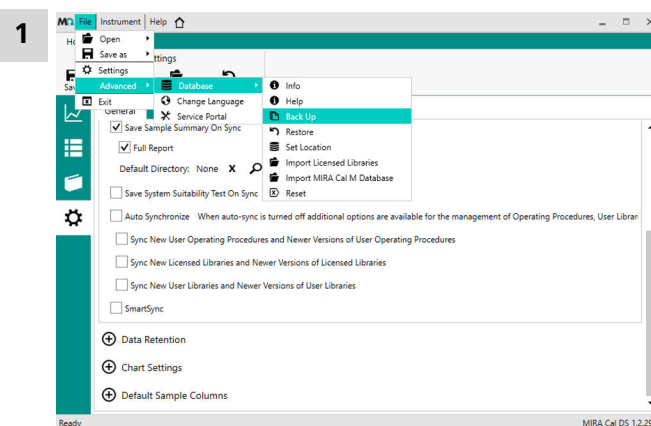 1
File Instrument Help
Open
Save as ttings
Settings
Advanced Database Info
Exit Change Language Help
General Service Portal Back Up
Save Sample Summary On Sync Restore
Full Report Set Location
Default Directory: None X Import Licensed Libraries
Import MIRA Cal M Database
Save System Suitability Test On Sync Reset
Auto Synchronize When auto-sync is turned off additional options are available for the management of Operating Procedures, User Librari
Sync New User Operating Procedures and Newer Versions of User Operating Procedures
Sync New Licensed Libraries and Newer Versions of Licensed Libraries
Sync New User Libraries and Newer Versions of User Libraries
SmartSync
Data Retention
Chart Settings
Default Sample Columns
Ready MIRA Cal DS 1.2.29